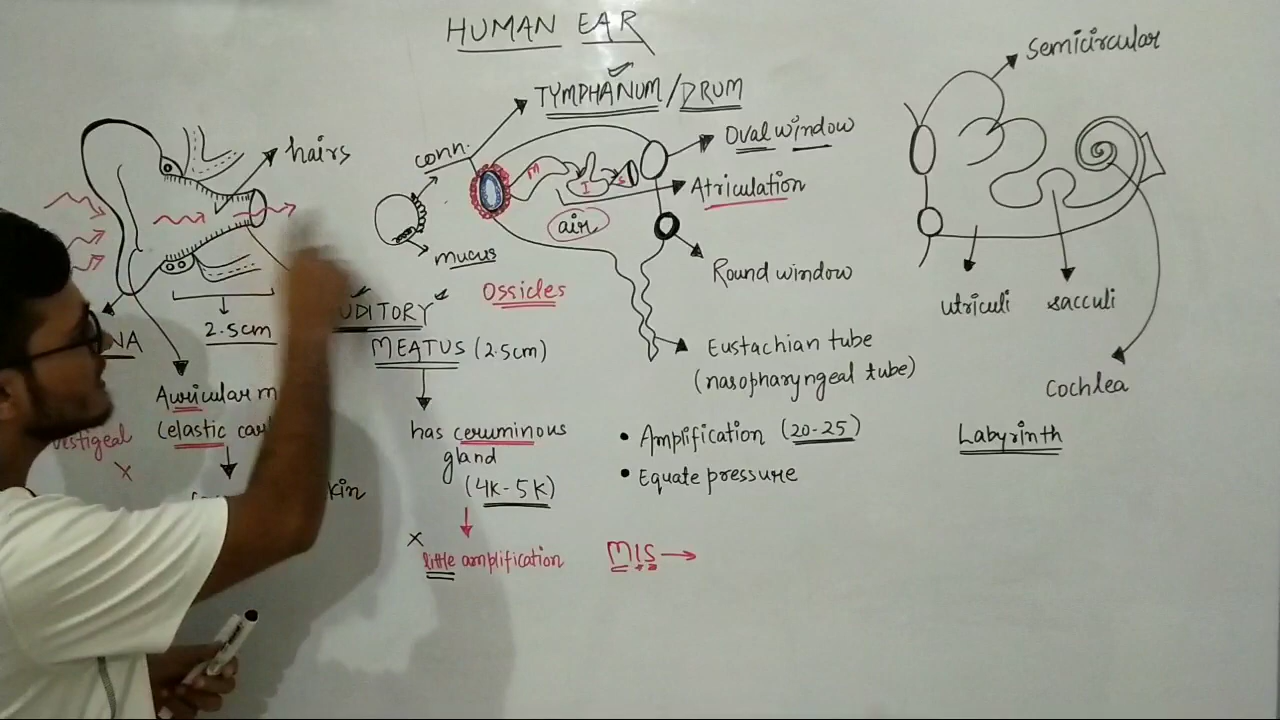 HUMAN EAR
TYMPHANUM/DRUM
semicircular
hairs
conn.
Oval window
Atriculation
M
I
S
air
mucus
Round window
Ossicles
2.5cm
AUDITORY
MEATUS (2.5cm)
utriculi
sacculi
NA
Eustachian tube
(nasopharyngeal tube)
Auricular m
(elastic car
Cochlea
vestigeal
X
has ceruminous
gland
(4K-5K)
• Amplification (20-25)
• Equate pressure
Labyrinth
kin
X
little amplification
MIS →